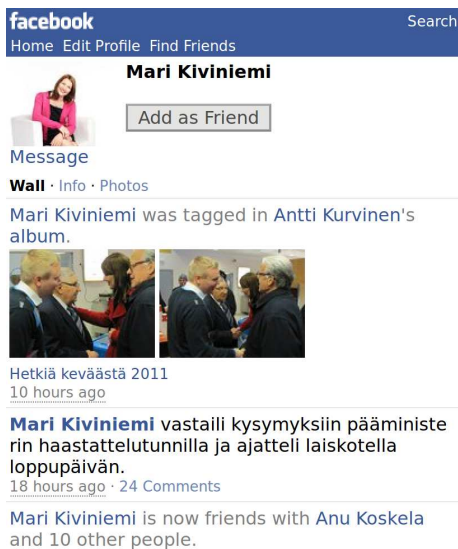 facebook Search
Home Edit Profile Find Friends
Mari Kiviniemi
Add as Friend
Message
Wall · Info · Photos
Mari Kiviniemi was tagged in Antti Kurvinen's
album.
Hetkiä keväästä 2011
10 hours ago
Mari Kiviniemi vastaili kysymyksiin pääministe
rin haastattelutunnilla ja ajatteli laiskotella
loppupäivän.
18 hours ago · 24 Comments
Mari Kiviniemi is now friends with Anu Koskela
and 10 other people.